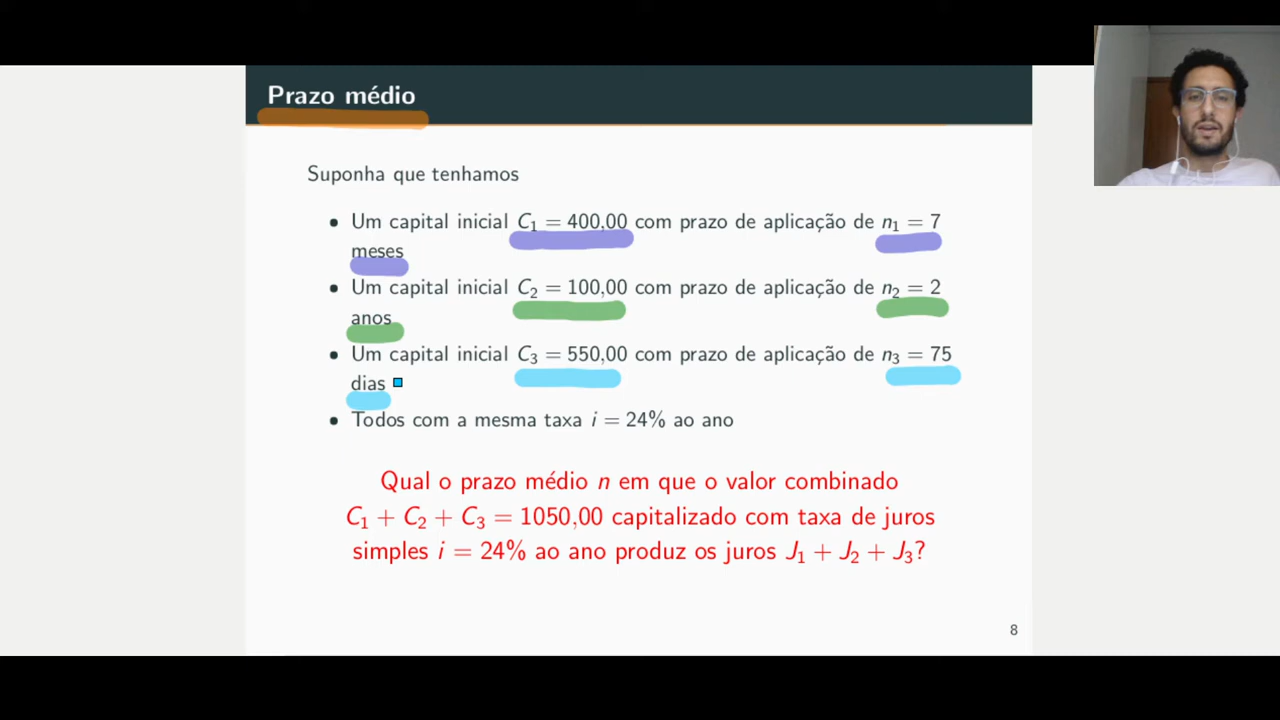 Prazo médio
Suponha que tenhamos
• Um capital inicial C₁ = 400,00 com prazo de aplicação de n₁ = 7
meses
• Um capital inicial C₂ = 100,00 com prazo de aplicação de n₂ = 2
anos
• Um capital inicial C₃ = 550,00 com prazo de aplicação de n₃ = 75
dias
• Todos com a mesma taxa i = 24% ao ano
Qual o prazo médio n em que o valor combinado
C₁ + C₂ + C₃ = 1050,00 capitalizado com taxa de juros
simples i = 24% ao ano produz os juros J₁ + J₂ + J₃?
8